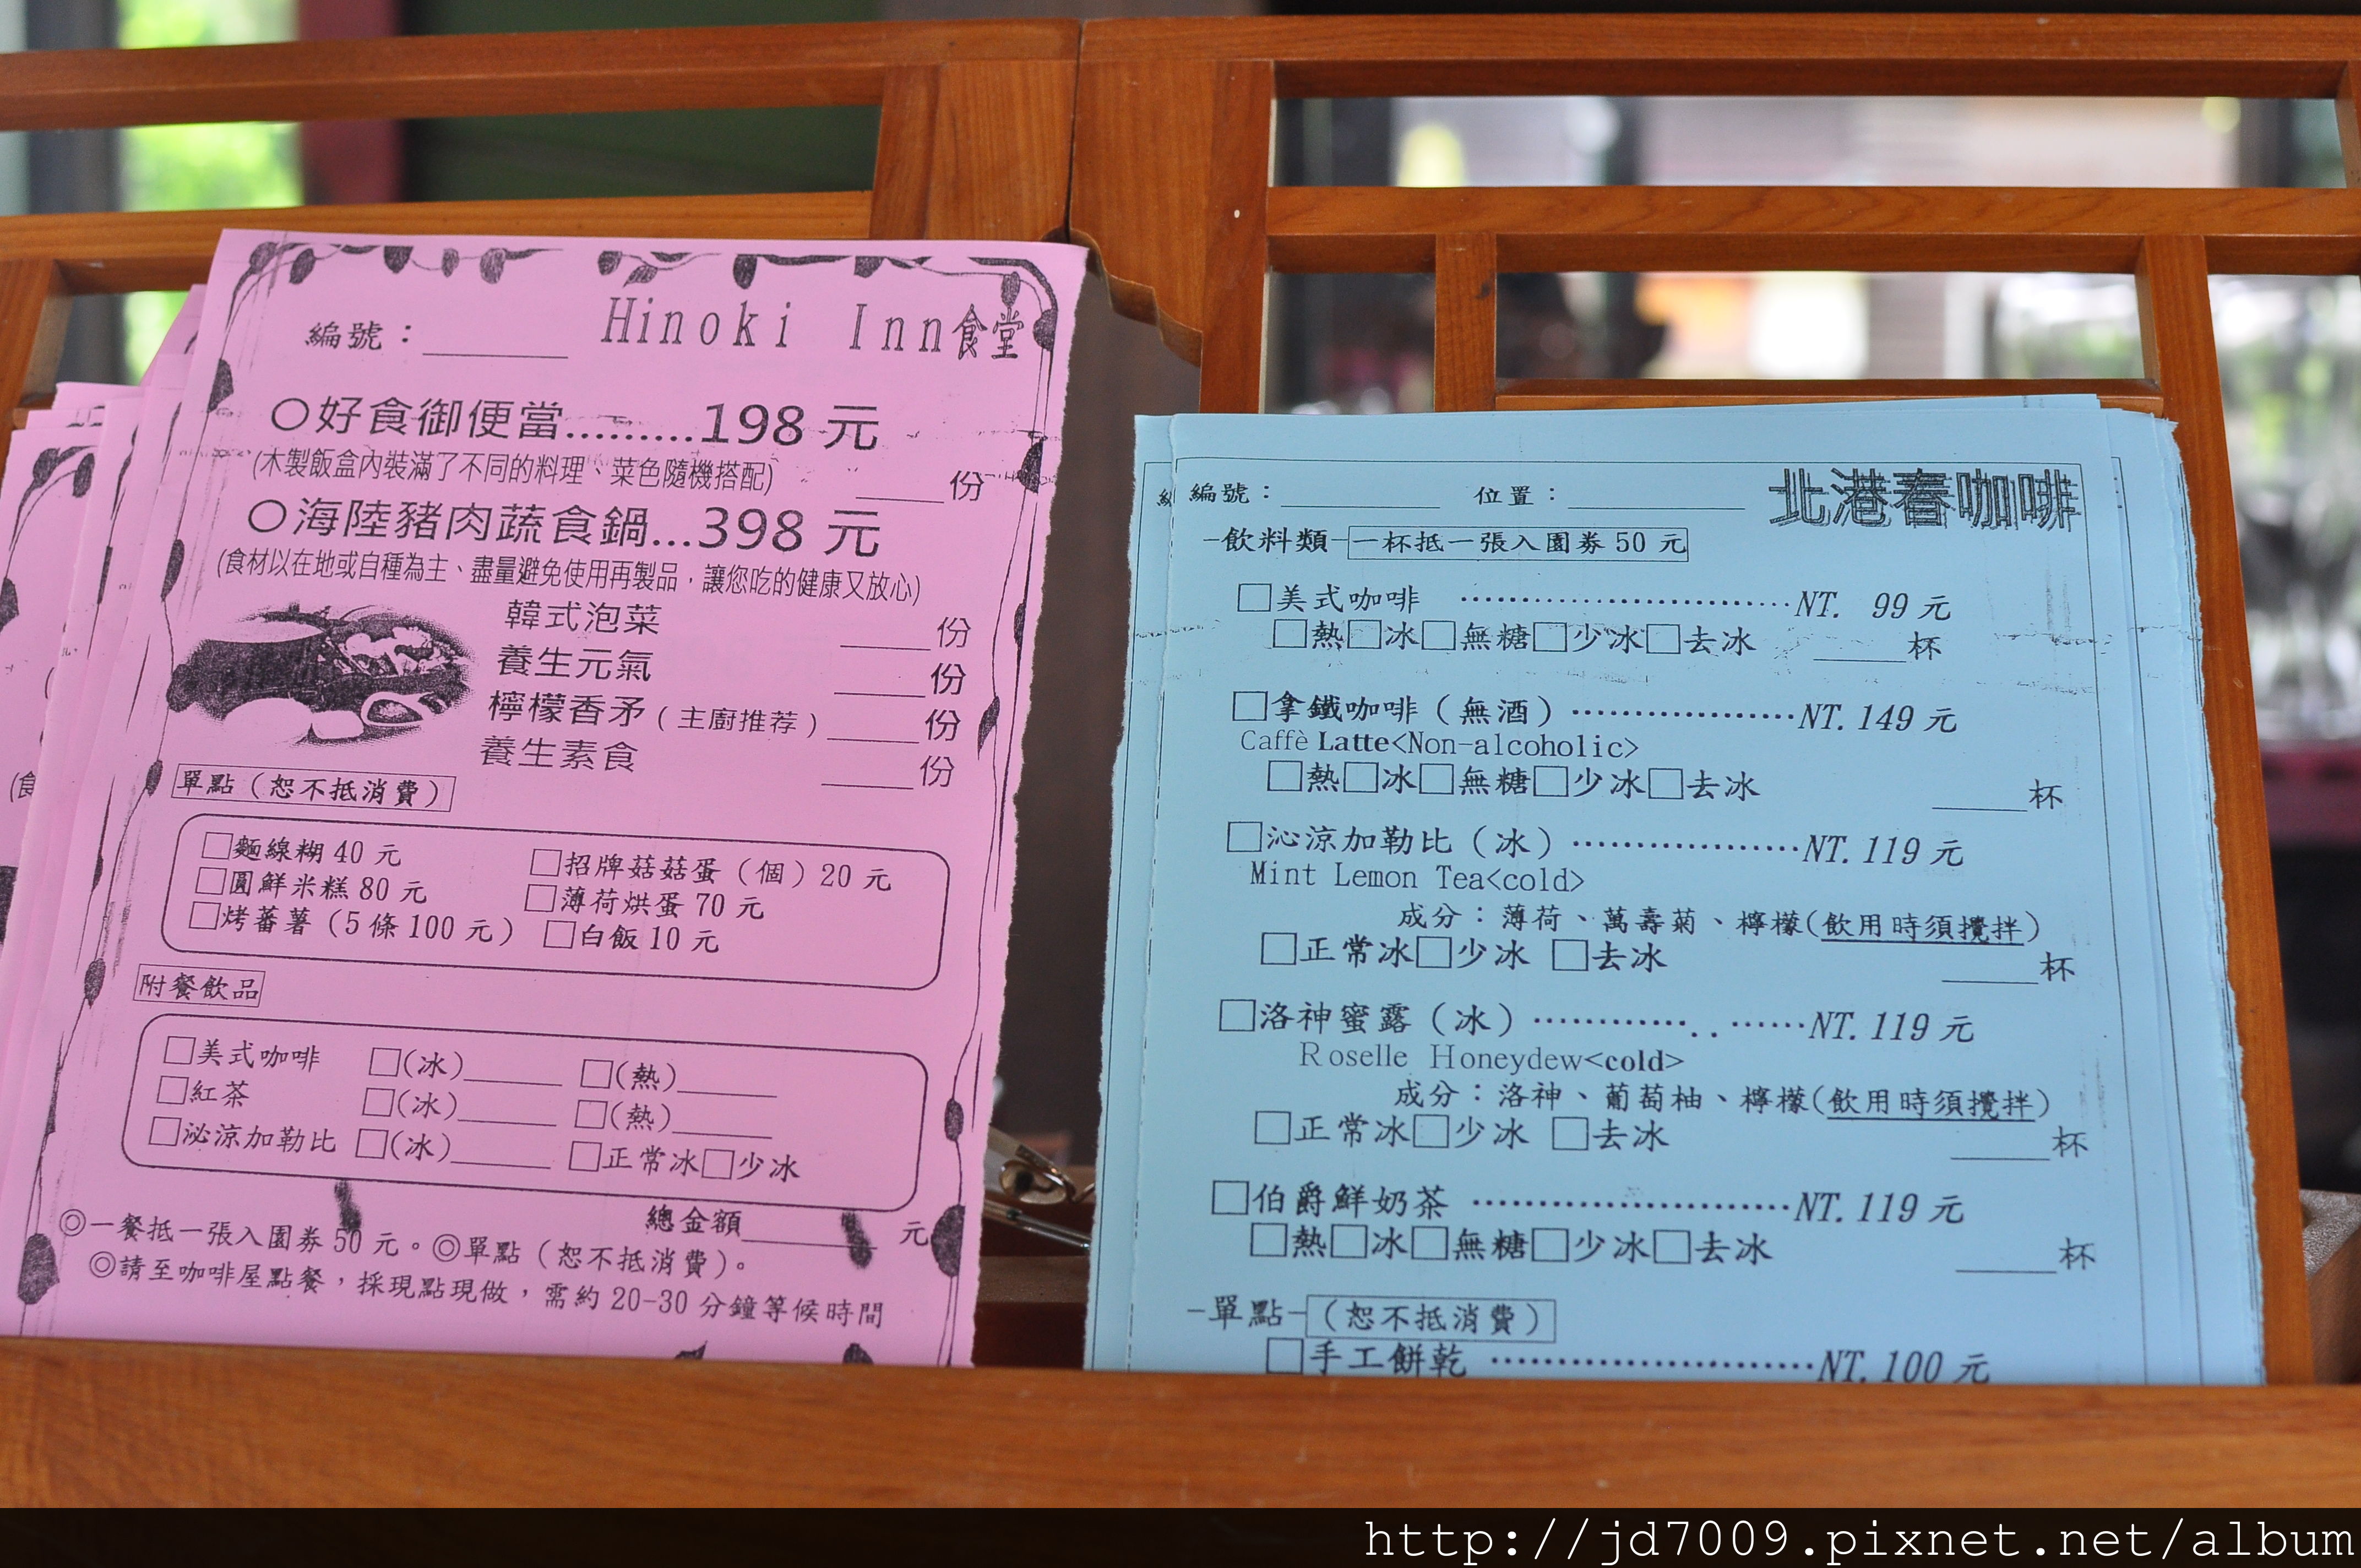 Hinoki Inn食堂
編號：
〇好食御便當.........198 元
(木製飯盒內裝滿了不同的料理、菜色隨機搭配)
份
〇海陸豬肉蔬食鍋...398 元
(食材以在地或自種為主、盡量避免使用再製品，讓您吃的健康又放心)
韓式泡菜 份
養生元氣 份
檸檬香茅(主廚推荐) 份
養生素食 份
單點（恕不抵消費）
□麵線糊 40 元 □招牌菇菇蛋（個）20 元
□圓鮮米糕 80 元 □薄荷烘蛋 70 元
□烤蕃薯（5 條 100 元） □白飯 10 元
附餐飲品
□美式咖啡 □(冰) □(熱)
□紅茶 □(冰) □(熱)
□泌涼加勒比 □(冰) □正常冰□少冰
總金額 元
◎一餐抵一張入園券 50 元。◎單點（恕不抵消費）。
◎請至咖啡屋點餐，採現點現做，需約 20-30 分鐘等候時間
編號： 位置： 北港春咖啡
-飲料類-一杯抵一張入園券 50 元
□美式咖啡 ⋯⋯⋯⋯⋯⋯⋯⋯⋯NT. 99 元
□熱□冰□無糖□少冰□去冰 杯
□拿鐵咖啡（無酒）⋯⋯⋯⋯⋯⋯NT. 149 元
Caffè Latte<Non-alcoholic>
□熱□冰□無糖□少冰□去冰 杯
□沁涼加勒比（冰）⋯⋯⋯⋯⋯⋯NT. 119 元
Mint Lemon Tea<cold>
成分：薄荷、萬壽菊、檸檬(飲用時須攪拌)
□正常冰□少冰 □去冰 杯
□洛神蜜露（冰）⋯⋯⋯⋯..⋯⋯NT. 119 元
Roselle Honeydew<cold>
成分：洛神、葡萄柚、檸檬(飲用時須攪拌)
□正常冰□少冰 □去冰 杯
□伯爵鮮奶茶 ⋯⋯⋯⋯⋯⋯⋯⋯⋯NT. 119 元
□熱□冰□無糖□少冰□去冰 杯
-單點-（恕不抵消費）
□手工餅乾 ⋯⋯⋯⋯⋯⋯⋯⋯⋯NT. 100 元
http://jd7009.pixnet.net/album